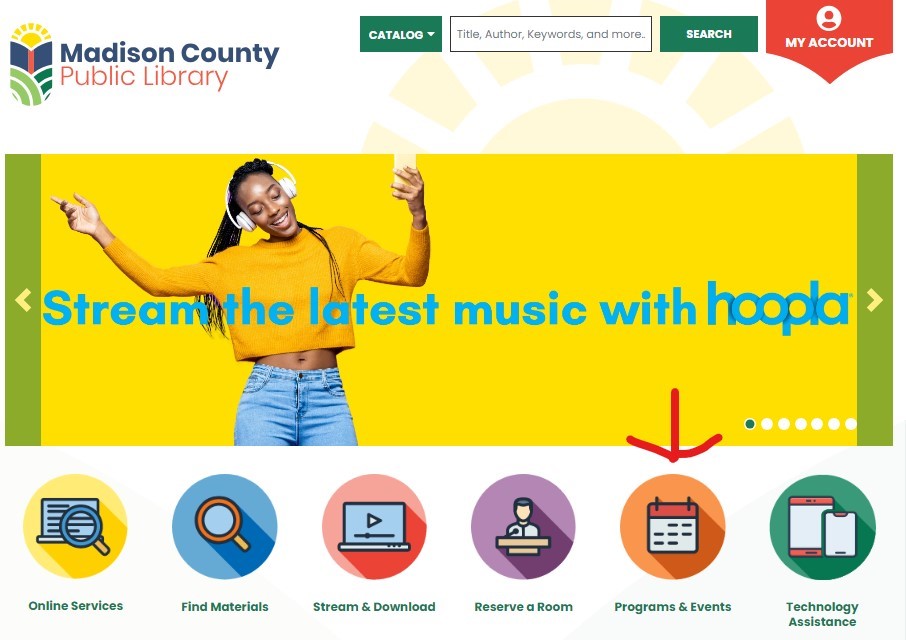 Madison County
Public Library
CATALOG
Title, Author, Keywords, and more..
SEARCH
MY ACCOUNT
Stream the latest music with hoopla®
Online Services
Find Materials
Stream & Download
Reserve a Room
Programs & Events
Technology
Assistance